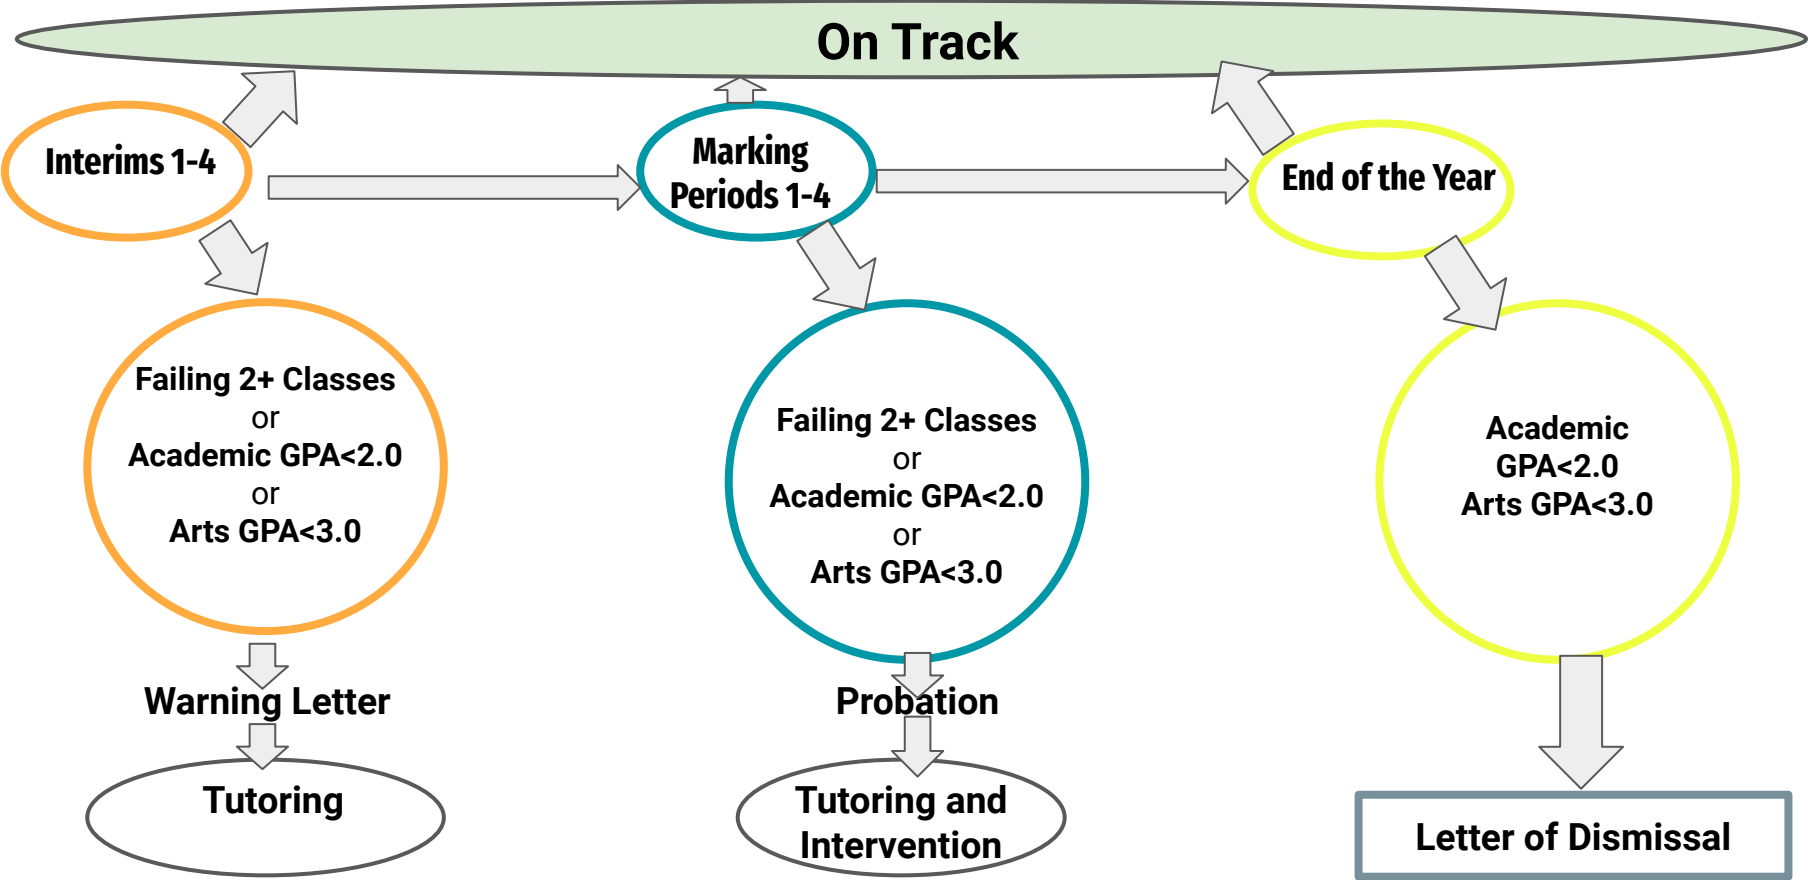 On Track
Interims 1-4
Marking
Periods 1-4
End of the Year
Failing 2+ Classes
or
Academic GPA<2.0
or
Arts GPA<3.0
Failing 2+ Classes
or
Academic GPA<2.0
or
Arts GPA<3.0
Academic
GPA<2.0
Arts GPA<3.0
Warning Letter
Probation
Tutoring
Tutoring and
Intervention
Letter of Dismissal